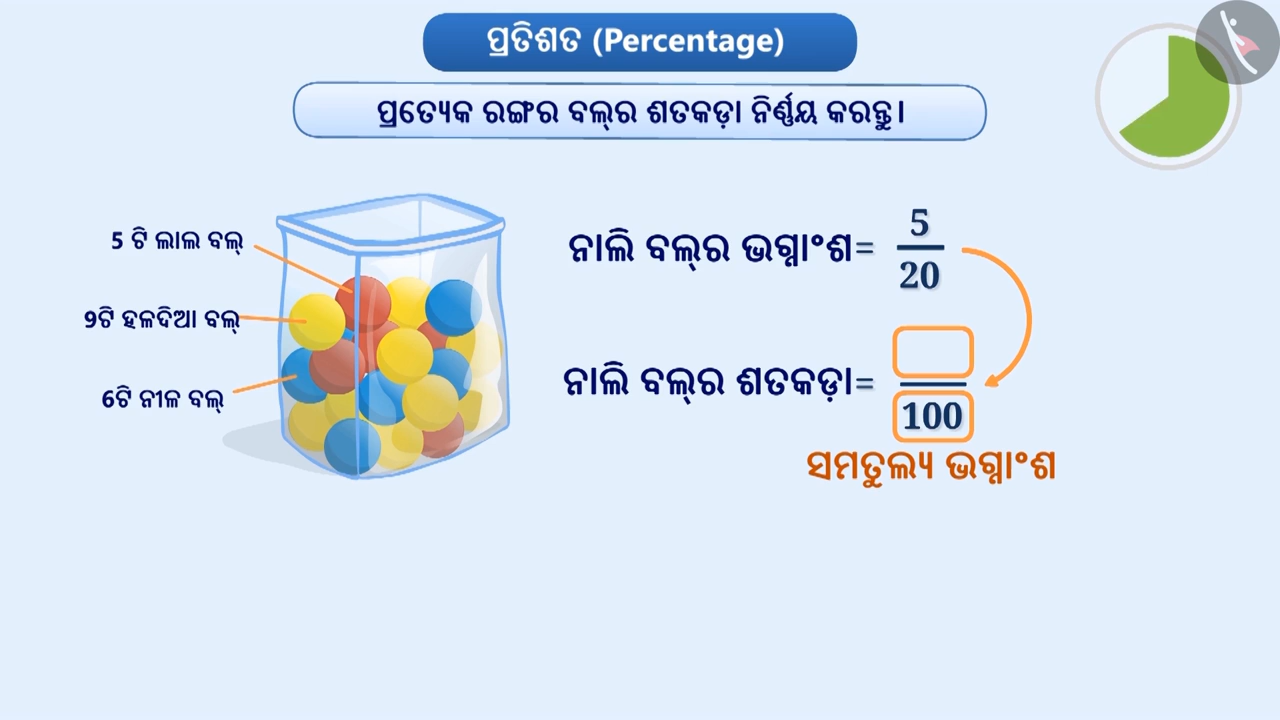 ପ୍ରତିଶତ (Percentage)
ପ୍ରତ୍ୟେକ ରଙ୍ଗର ବଲ୍‌ର ଶତକଡ଼ା ନିର୍ଣ୍ଣୟ କରନ୍ତୁ।
5 ଟି ଲାଲ ବଲ୍
9ଟି ହଳଦିଆ ବଲ୍
6ଟି ନୀଳ ବଲ୍
ନାଲି ବଲ୍‌ର ଭଗ୍ନାଂଶ=
5
20
ନାଲି ବଲ୍‌ର ଶତକଡ଼ା=
100
ସମତୁଲ୍ୟ ଭଗ୍ନାଂଶ